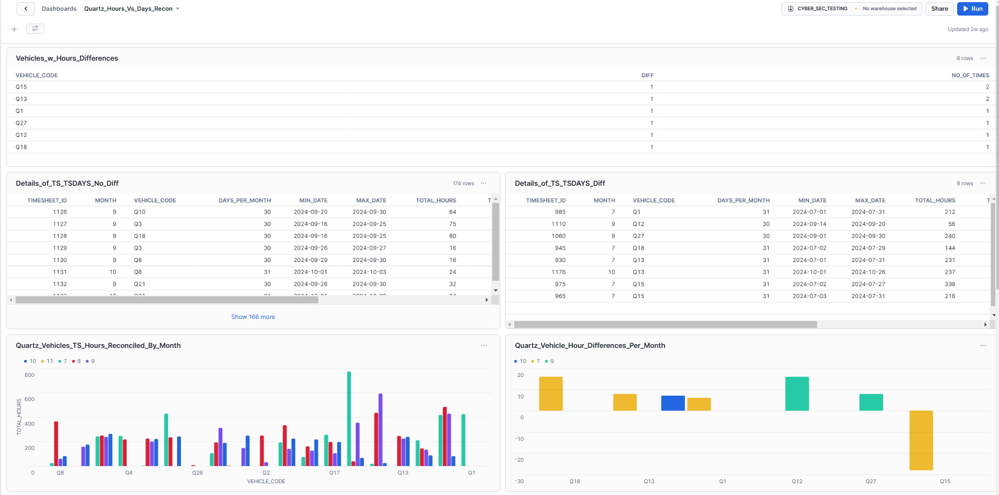 Dashboards Quartz_Hours_Vs_Days_Recon CYBER_SEC_TESTING No warehouse selected Share Run
Updated 2w ago
Vehicles_w_Hours_Differences 6 rows
VEHICLE_CODE DIFF NO_OF_TIMES
Q15 1 2
Q13 1 2
Q1 1 1
Q27 1 1
Q12 1 1
Q18 1 1
Details_of_TS_TSDAYS_No_Diff 174 rows
TIMESHEET_ID MONTH VEHICLE_CODE DAYS_PER_MONTH MIN_DATE MAX_DATE TOTAL_HOURS T
1126 9 Q10 30 2024-09-20 2024-09-30 64
1127 9 Q3 30 2024-09-16 2024-09-25 75
1128 9 Q18 30 2024-09-16 2024-09-25 80
1129 9 Q3 30 2024-09-26 2024-09-27 16
1130 9 Q8 30 2024-09-29 2024-09-30 16
1131 10 Q8 31 2024-10-01 2024-10-03 24
1132 9 Q21 30 2024-09-26 2024-09-30 32
Show 166 more
Details_of_TS_TSDAYS_Diff 8 rows
TIMESHEET_ID MONTH VEHICLE_CODE DAYS_PER_MONTH MIN_DATE MAX_DATE TOTAL_HOURS T
985 7 Q1 31 2024-07-01 2024-07-31 212
1110 9 Q12 30 2024-09-14 2024-09-20 56
1060 9 Q27 30 2024-09-01 2024-09-30 240
945 7 Q18 31 2024-07-02 2024-07-29 144
930 7 Q13 31 2024-07-01 2024-07-31 231
1176 10 Q13 31 2024-10-01 2024-10-26 237
975 7 Q15 31 2024-07-02 2024-07-27 336
965 7 Q15 31 2024-07-03 2024-07-31 216
Quartz_Vehicles_TS_Hours_Reconciled_By_Month
10 11 7 8 9
800
600
400
200
0
TOTAL_HOURS
Q8 Q4 Q26 Q2 Q17 Q13 Q1
VEHICLE_CODE
Quartz_Vehicle_Hour_Differences_Per_Month
10 7 9
20
10
0
-10
-20
-30
Q18 Q13 Q1 Q12 Q27 Q15